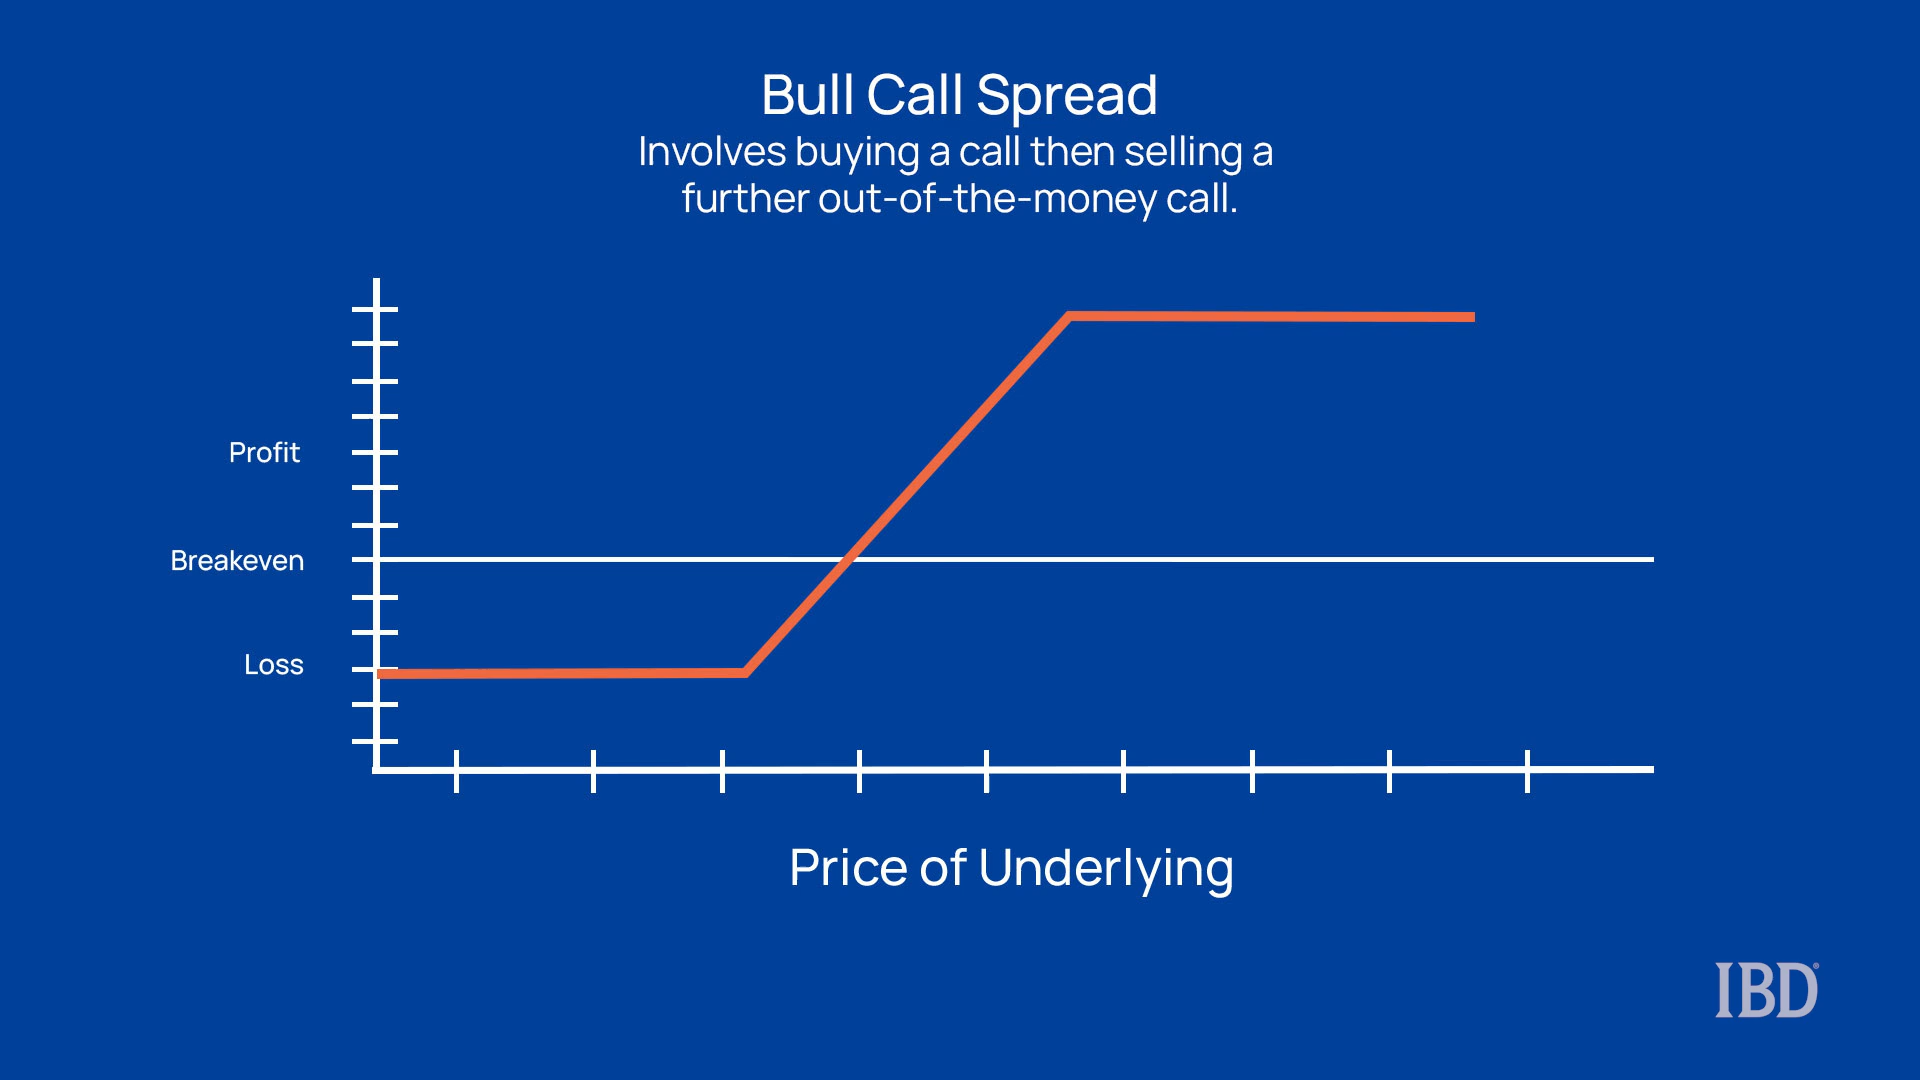 Bull Call Spread
Involves buying a call then selling a
further out-of-the-money call.
Profit
Breakeven
Loss
Price of Underlying
IBD®